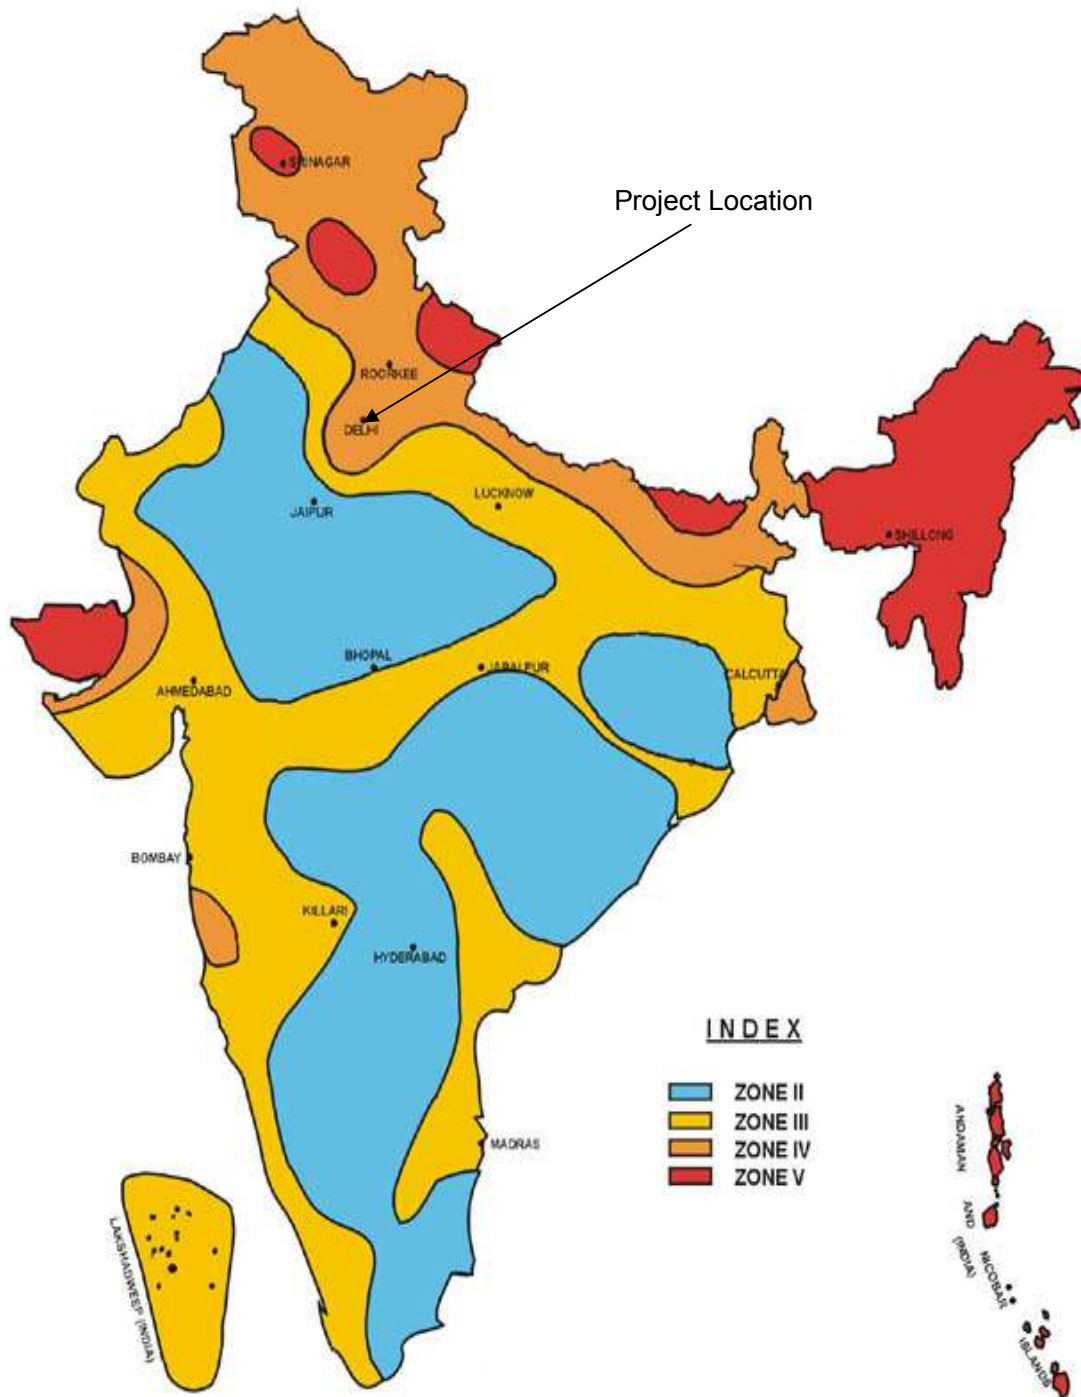 Project Location
SRINAGAR
ROORKEE
DELHI
LUCKNOW
JAIPUR
SHILLONG
BHOPAL
JABALPUR
CALCUTTA
AHMEDABAD
BOMBAY
KILLARI
HYDERABAD
INDEX
ZONE II
ZONE III
ZONE IV
ZONE V
MADRAS
LAKSHADWEEP (INDIA)
ANDAMAN
AND
(INDIA)
NICOBAR
ISLANDS